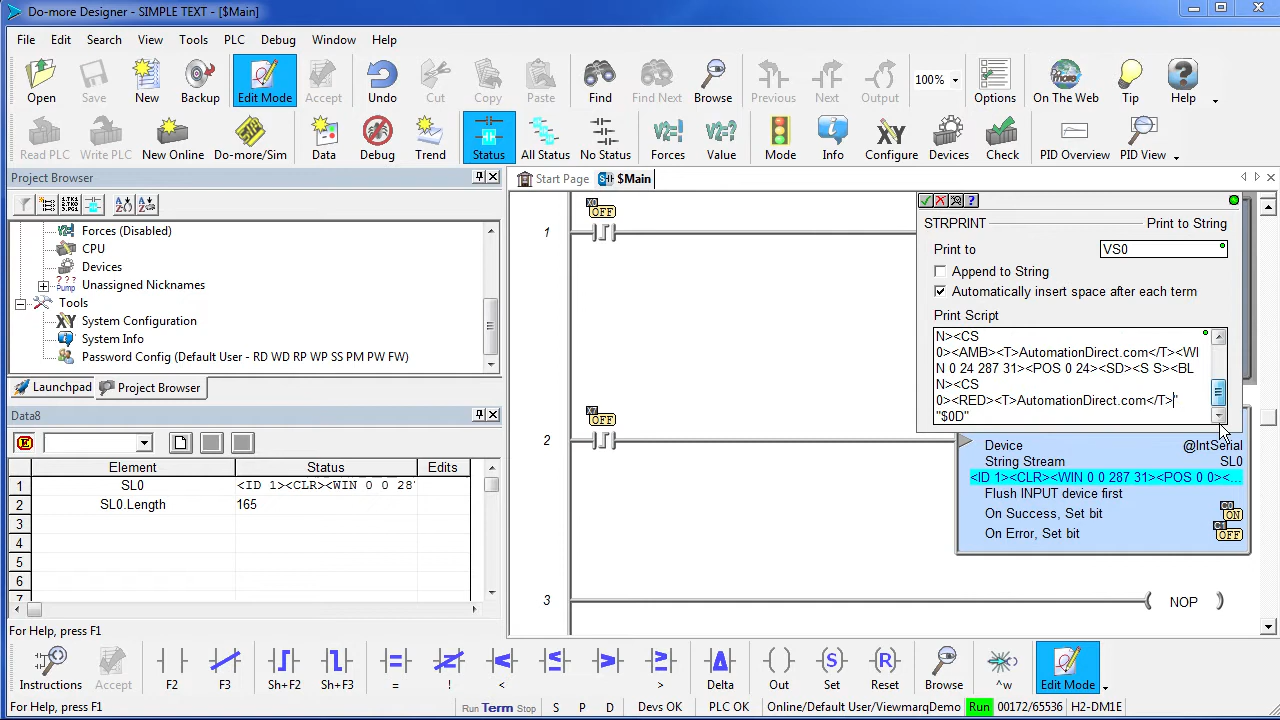 Do-more Designer - SIMPLE TEXT - [$Main]
File Edit Search View Tools PLC Debug Window Help
Open Save New Backup Edit Mode Accept Undo Cut Copy Paste Find Find Next Browse Previous Next Output 100% Options On The Web Tip Help
Read PLC Write PLC New Online Do-more/Sim Data Debug Trend Status All Status No Status Forces Value Mode Info Configure Devices Check PID Overview PID View
Project Browser
Start Page $Main
Forces (Disabled)
CPU
Devices
Unassigned Nicknames
Tools
System Configuration
System Info
Password Config (Default User - RD WD RP WP SS PM PW FW)
Launchpad Project Browser
Data8
Element Status Edits
1 SL0 <ID 1><CLR><WIN 0 0 28
2 SL0.Length 165
3
4
5
6
7
For Help, press F1
X0
OFF
1
X7
OFF
2
3
NOP
STRPRINT Print to String
Print to VS0
Append to String
Automatically insert space after each term
Print Script
N><CS
0><AMB><T>AutomationDirect.com</T><WI
N 0 24 287 31><POS 0 24><SD><S S><BL
N><CS
0><RED><T>AutomationDirect.com</T>"
"$0D"
Device @IntSerial
String Stream SL0
<ID 1><CLR><WIN 0 0 287 31><POS 0 0><...
Flush INPUT device first
C0
On Success, Set bit ON
C1
On Error, Set bit OFF
Instructions Accept F2 F3 Sh+F2 Sh+F3 = ! < > Delta Out Set Reset Browse ^w Edit Mode
For Help, press F1 Run Term Stop S P D Devs OK PLC OK Online/Default User/ViewmarqDemo Run 00172/65536 H2-DM1E